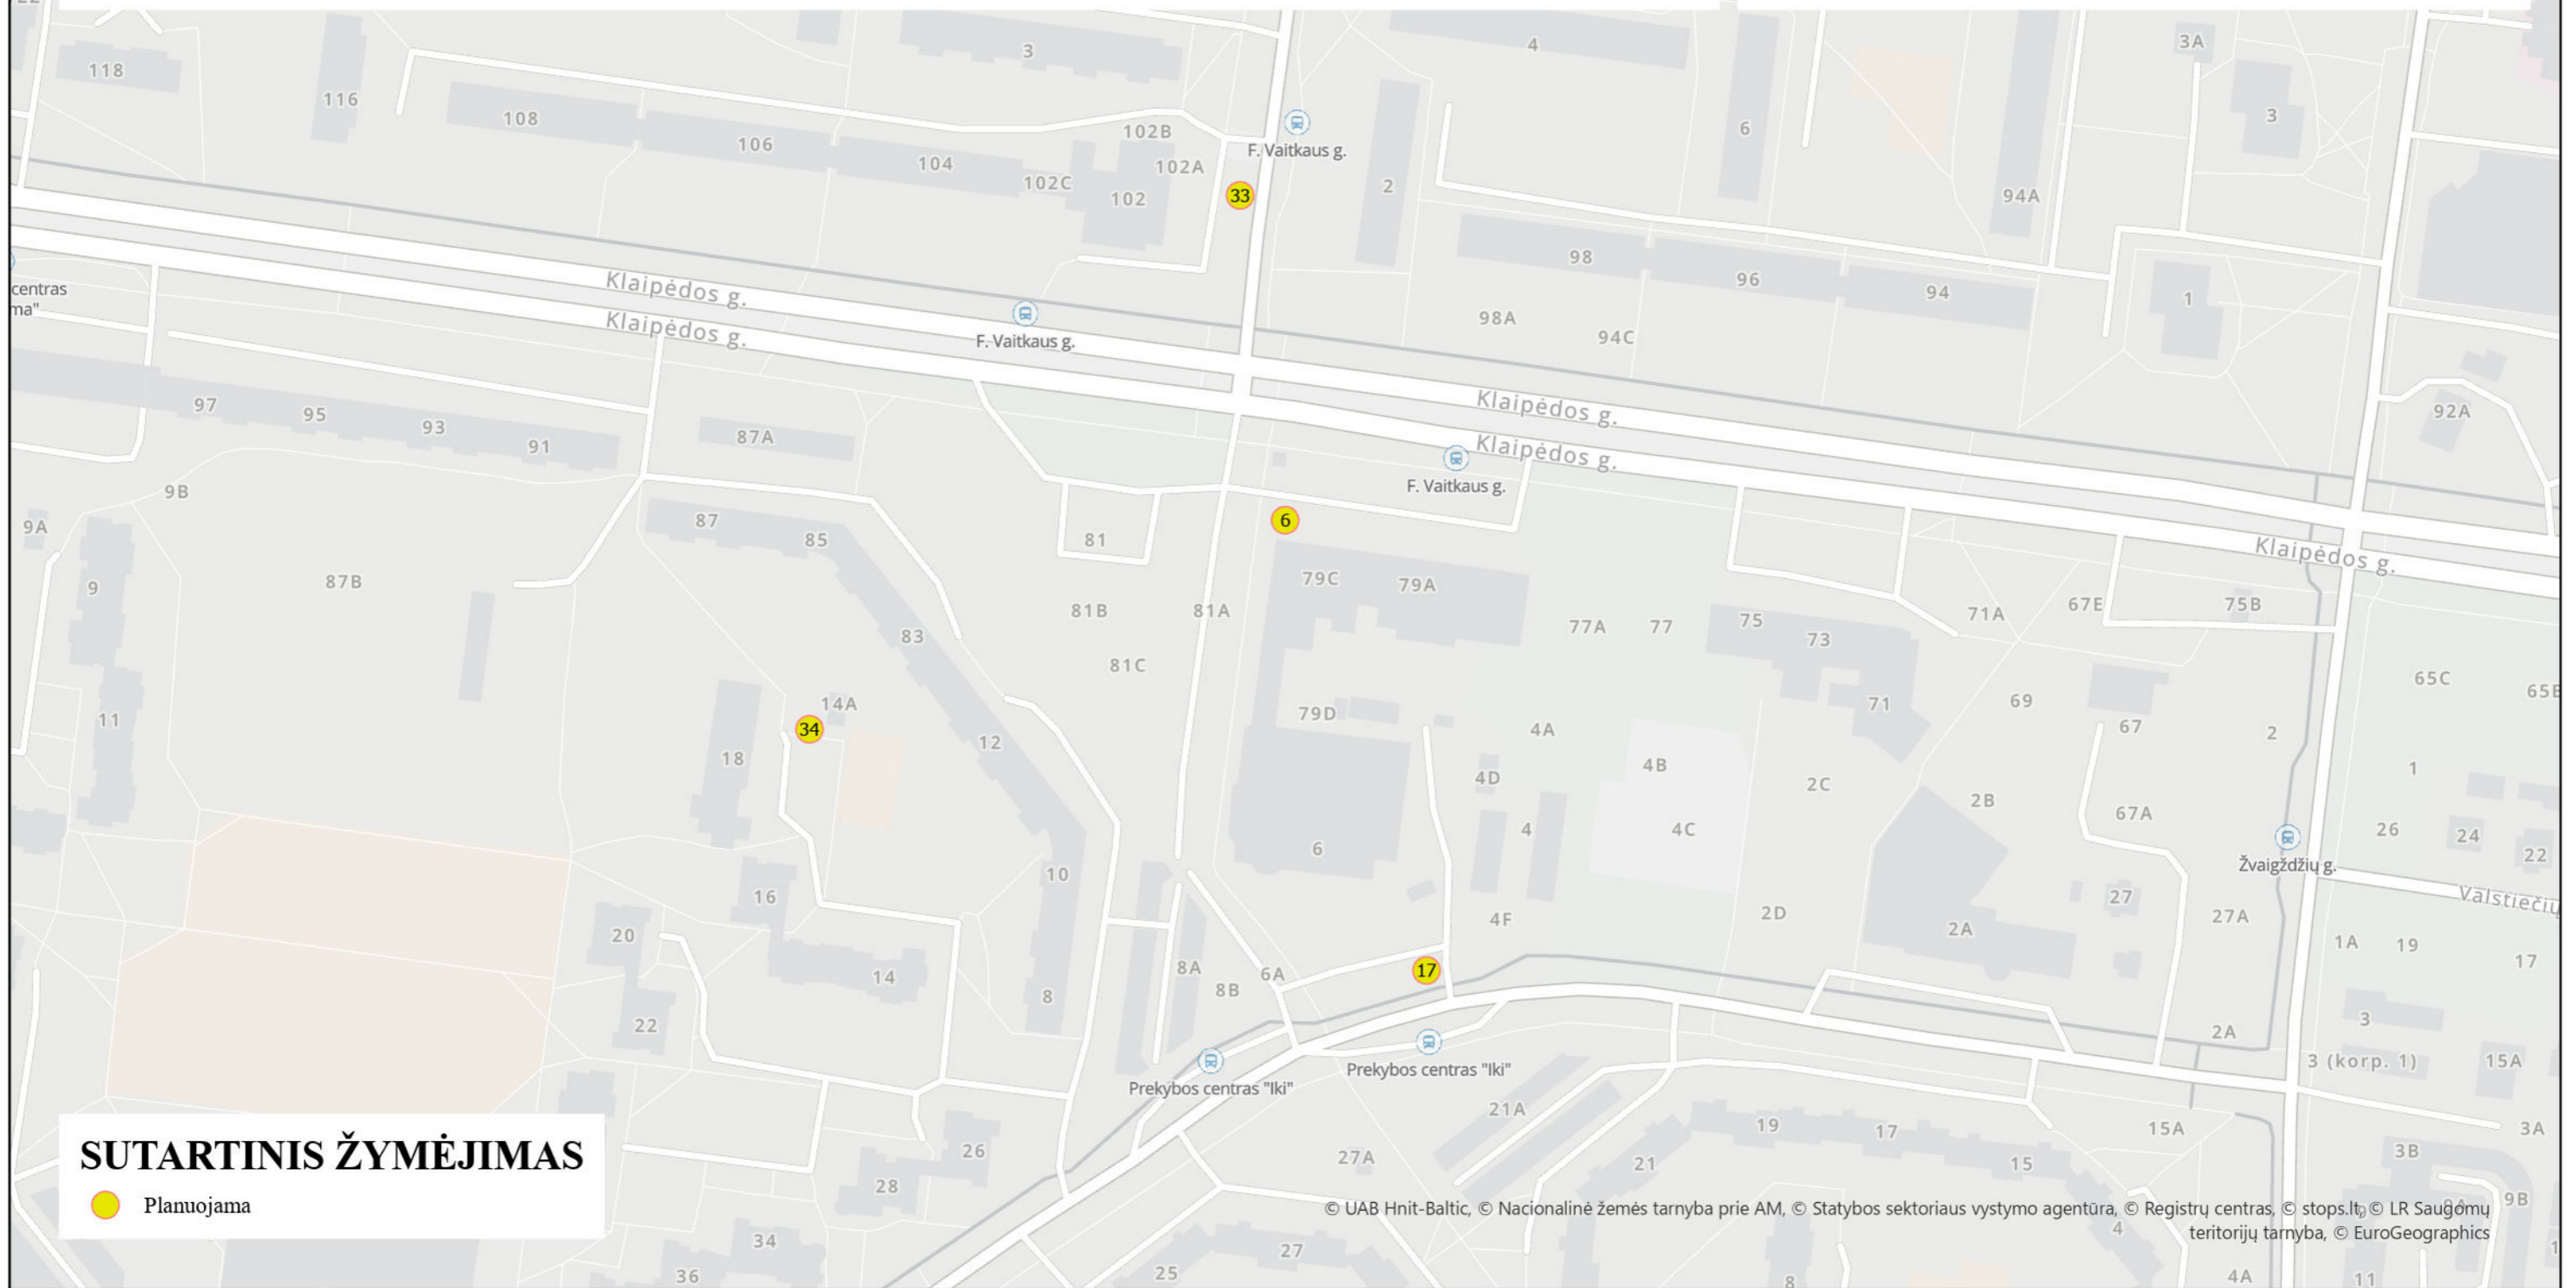 3
4
3A
118
116
108
106
104
102C
102B
102A
102
F. Vaitkaus g.
33
2
6
94A
3
98
96
94
1
centras
ma"
Klaipėdos g.
Klaipėdos g.
F. Vaitkaus g.
98A
94C
Klaipėdos g.
Klaipėdos g.
F. Vaitkaus g.
92A
97
95
93
91
87A
9B
9A
87
85
81
6
Klaipėdos g.
9
87B
79C
79A
81B
81A
83
81C
77A
77
75
73
71A
67E
75B
65C
11
14A
34
18
12
79D
4A
71
69
67
2
4D
4B
2C
2B
67A
1
4
4C
6
26
24
22
Žvaigždžių g.
10
16
27
27A
Valstiečių
4F
2D
2A
20
14
8
8A
8B
6A
17
1A
19
17
22
2A
3
3 (korp. 1)
15A
Prekybos centras "Iki"
Prekybos centras "Iki"
21A
19
17
15A
3A
26
27A
21
15
3B
28
9B
SUTARTINIS ŽYMĖJIMAS
Planuojama
© UAB Hnit-Baltic, © Nacionalinė žemės tarnyba prie AM, © Statybos sektoriaus vystymo agentūra, © Registrų centras, © stops.lt, © LR Saugomų
teritorijų tarnyba, © EuroGeographics
34
36
25
27
8
4
4A
11